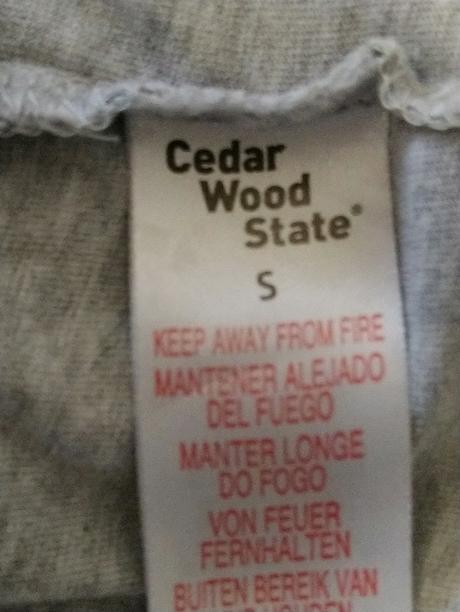 Cedar
Wood
State®
S
KEEP AWAY FROM FIRE
MANTENER ALEJADO
DEL FUEGO
MANTER LONGE
DO FOGO
VON FEUER
FERNHALTEN
BUITEN BEREIK VAN